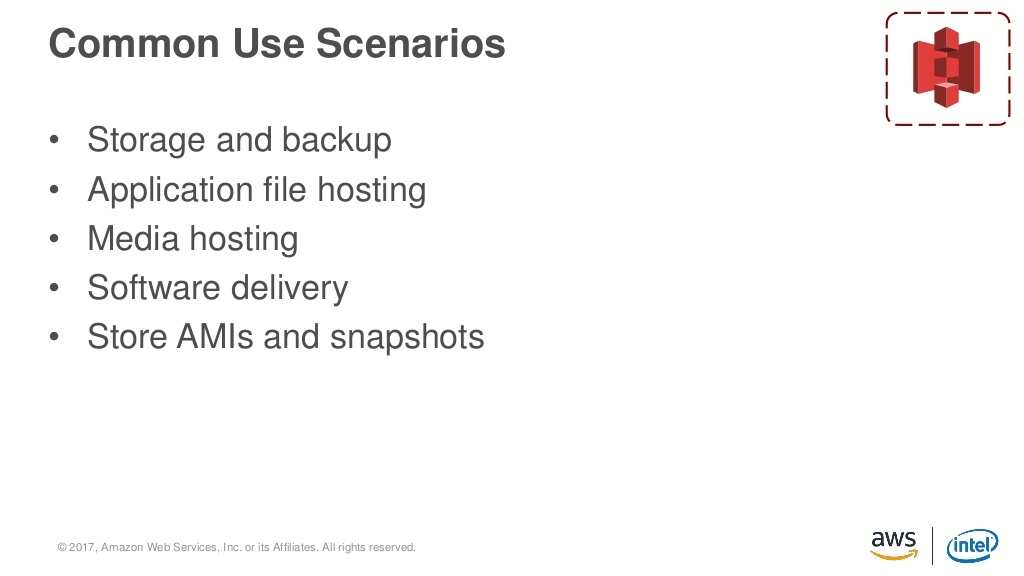 Common Use Scenarios
• Storage and backup
• Application file hosting
• Media hosting
• Software delivery
• Store AMIs and snapshots
© 2017, Amazon Web Services, Inc. or its Affiliates. All rights reserved.
aws
intel